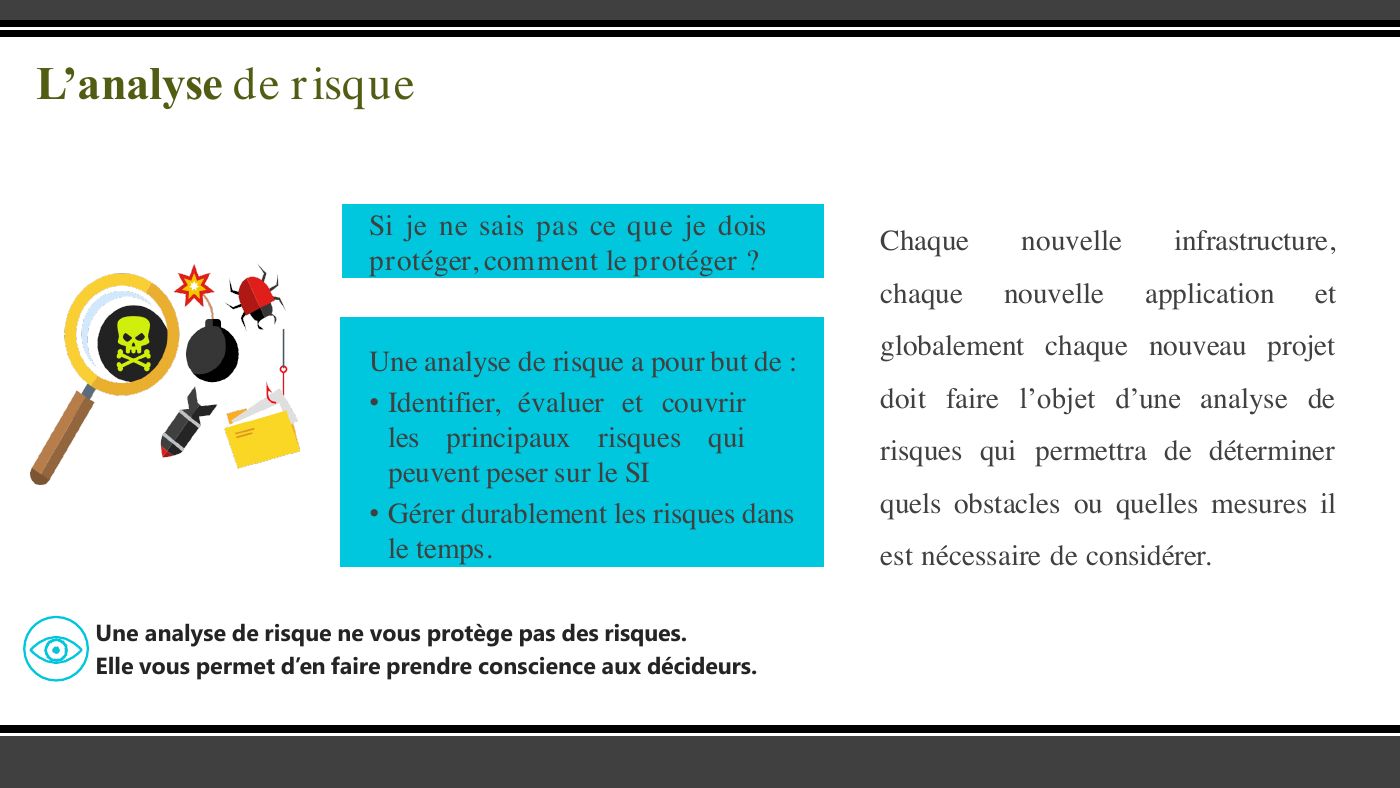 L’analyse de risque
Si je ne sais pas ce que je dois
protéger, comment le protéger ?
Une analyse de risque a pour but de :
• Identifier, évaluer et couvrir
les principaux risques qui
peuvent peser sur le SI
• Gérer durablement les risques dans
le temps.
Chaque nouvelle infrastructure,
chaque nouvelle application et
globalement chaque nouveau projet
doit faire l’objet d’une analyse de
risques qui permettra de déterminer
quels obstacles ou quelles mesures il
est nécessaire de considérer.
Une analyse de risque ne vous protège pas des risques.
Elle vous permet d’en faire prendre conscience aux décideurs.